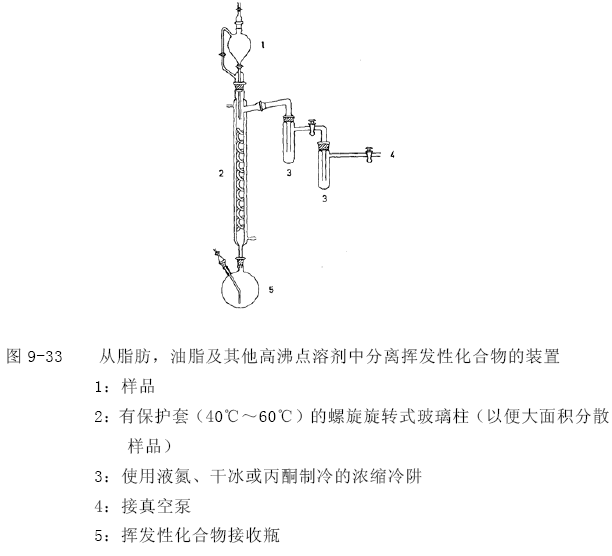 1
2
3
3
4
5
图 9-33 从脂肪，油脂及其他高沸点溶剂中分离挥发性化合物的装置
1：样品
2：有保护套（40℃～60℃）的螺旋旋转式玻璃柱（以便大面积分散
样品）
3：使用液氮、干冰或丙酮制冷的浓缩冷阱
4：接真空泵
5：挥发性化合物接收瓶